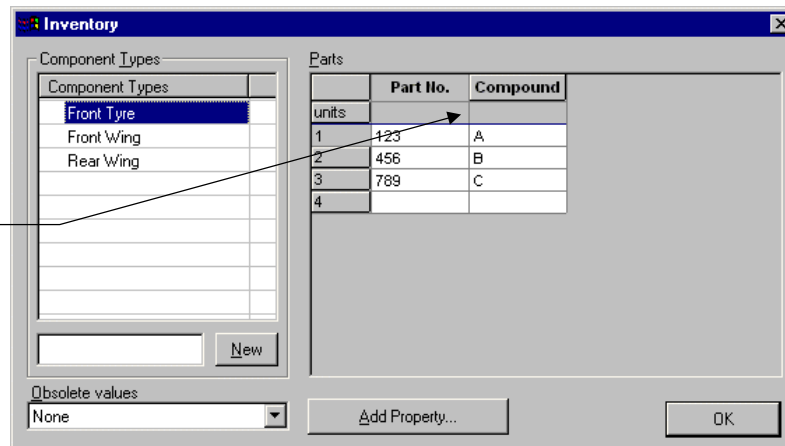 Inventory
Component Types
Component Types
Front Tyre
Front Wing
Rear Wing
New
Obsolete values
None
Parts
Part No. Compound
units
1 123 A
2 456 B
3 789 C
4
Add Property...
OK